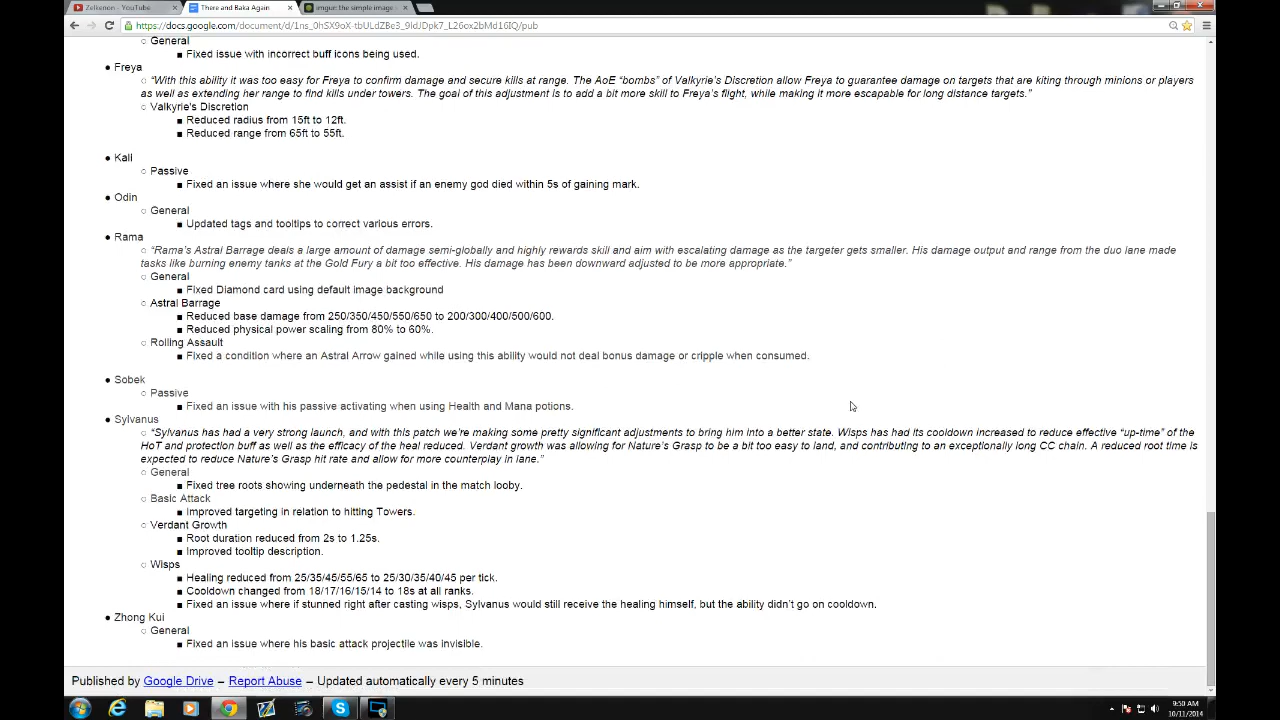 Zelkenon - YouTube
There and Baka Again
imgur: the simple image
https://docs.google.com/document/d/1ns_0hSX9oX-tbULdZBe3_9ldJDpk7_L26ox2bMd16IQ/pub
○ General
■ Fixed issue with incorrect buff icons being used.
● Freya
○ "With this ability it was too easy for Freya to confirm damage and secure kills at range. The AoE "bombs" of Valkyrie's Discretion allow Freya to guarantee damage on targets that are kiting through minions or players
as well as extending her range to find kills under towers. The goal of this adjustment is to add a bit more skill to Freya's flight, while making it more escapable for long distance targets."
○ Valkyrie's Discretion
■ Reduced radius from 15ft to 12ft.
■ Reduced range from 65ft to 55ft.
● Kali
○ Passive
■ Fixed an issue where she would get an assist if an enemy god died within 5s of gaining mark.
● Odin
○ General
■ Updated tags and tooltips to correct various errors.
● Rama
○ "Rama's Astral Barrage deals a large amount of damage semi-globally and highly rewards skill and aim with escalating damage as the targeter gets smaller. His damage output and range from the duo lane made
tasks like burning enemy tanks at the Gold Fury a bit too effective. His damage has been downward adjusted to be more appropriate."
○ General
■ Fixed Diamond card using default image background
○ Astral Barrage
■ Reduced base damage from 250/350/450/550/650 to 200/300/400/500/600.
■ Reduced physical power scaling from 80% to 60%.
○ Rolling Assault
■ Fixed a condition where an Astral Arrow gained while using this ability would not deal bonus damage or cripple when consumed.
● Sobek
○ Passive
■ Fixed an issue with his passive activating when using Health and Mana potions.
● Sylvanus
○ "Sylvanus has had a very strong launch, and with this patch we're making some pretty significant adjustments to bring him into a better state. Wisps has had its cooldown increased to reduce effective "up-time" of the
HoT and protection buff as well as the efficacy of the heal reduced. Verdant growth was allowing for Nature's Grasp to be a bit too easy to land, and contributing to an exceptionally long CC chain. A reduced root time is
expected to reduce Nature's Grasp hit rate and allow for more counterplay in lane."
○ General
■ Fixed tree roots showing underneath the pedestal in the match looby.
○ Basic Attack
■ Improved targeting in relation to hitting Towers.
○ Verdant Growth
■ Root duration reduced from 2s to 1.25s.
■ Improved tooltip description.
○ Wisps
■ Healing reduced from 25/35/45/55/65 to 25/30/35/40/45 per tick.
■ Cooldown changed from 18/17/16/15/14 to 18s at all ranks.
■ Fixed an issue where if stunned right after casting wisps, Sylvanus would still receive the healing himself, but the ability didn't go on cooldown.
● Zhong Kui
○ General
■ Fixed an issue where his basic attack projectile was invisible.
Published by Google Drive – Report Abuse – Updated automatically every 5 minutes
9:50 AM
10/11/2014